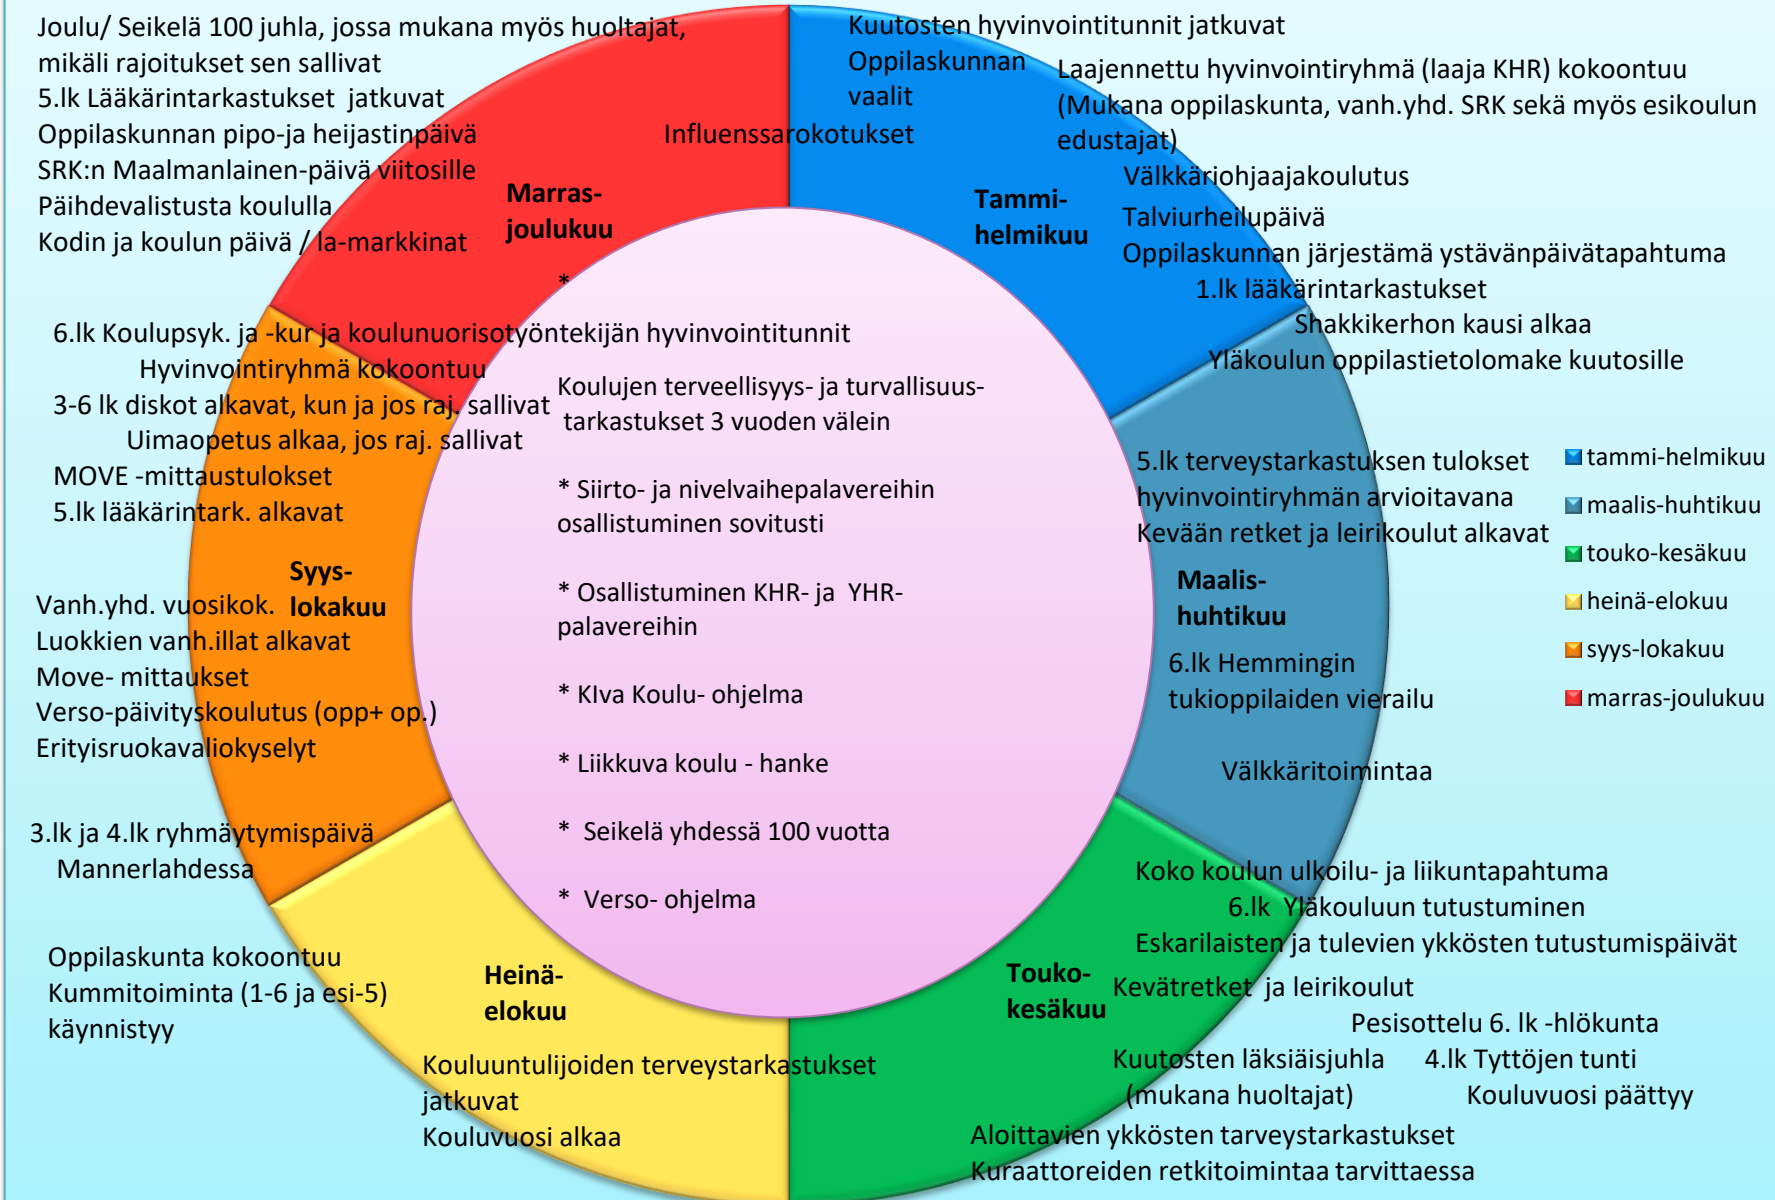 Joulu/ Seikelä 100 juhla, jossa mukana myös huoltajat,
mikäli rajoitukset sen sallivat
5.lk Lääkärintarkastukset jatkuvat
Oppilaskunnan pipo-ja heijastinpäivä
SRK:n Maalmanlainen-päivä viitosille
Päihdevalistusta koululla
Kodin ja koulun päivä / la-markkinat
Influenssarokotukset
Marras-
joulukuu
Kuutosten hyvinvointitunnit jatkuvat
Oppilaskunnan
vaalit
Laajennettu hyvinvointiryhmä (laaja KHR) kokoontuu
(Mukana oppilaskunta, vanh.yhd. SRK sekä myös esikoulun
edustajat)
Välkkäriohjaajakoulutus
Tammi-
helmikuu
Talviurheilupäivä
Oppilaskunnan järjestämä ystävänpäivätapahtuma
1.lk lääkärintarkastukset
Shakkikerhon kausi alkaa
Yläkoulun oppilastietolomake kuutosille
6.lk Koulupsyk. ja -kur ja koulunuorisotyöntekijän hyvinvointitunnit
Hyvinvointiryhmä kokoontuu
3-6 lk diskot alkavat, kun ja jos raj. sallivat
Uimaopetus alkaa, jos raj. sallivat
MOVE -mittaustulokset
5.lk lääkärintark. alkavat
Syys-
lokakuu
Vanh.yhd. vuosikok.
Luokkien vanh.illat alkavat
Move- mittaukset
Verso-päivityskoulutus (opp+ op.)
Erityisruokavaliokyselyt
3.lk ja 4.lk ryhmäytymispäivä
Mannerlahdessa
*
Koulujen terveellisyys- ja turvallisuus-
tarkastukset 3 vuoden välein
* Siirto- ja nivelvaihepalavereihin
osallistuminen sovitusti
* Osallistuminen KHR- ja YHR-
palavereihin
* KIva Koulu- ohjelma
* Liikkuva koulu - hanke
* Seikelä yhdessä 100 vuotta
* Verso- ohjelma
5.lk terveystarkastuksen tulokset
hyvinvointiryhmän arvioitavana
Kevään retket ja leirikoulut alkavat
Maalis-
huhtikuu
6.lk Hemmingin
tukioppilaiden vierailu
Välkkäritoimintaa
tammi-helmikuu
maalis-huhtikuu
touko-kesäkuu
heinä-elokuu
syys-lokakuu
marras-joulukuu
Koko koulun ulkoilu- ja liikuntapahtuma
6.lk Yläkouluun tutustuminen
Eskarilaisten ja tulevien ykkösten tutustumispäivät
Touko-
kesäkuu
Kevätretket ja leirikoulut
Pesisottelu 6. lk -hlökunta
Kuutosten läksiäisjuhla
(mukana huoltajat)
4.lk Tyttöjen tunti
Kouluvuosi päättyy
Aloittavien ykkösten tarveystarkastukset
Kuraattoreiden retkitoimintaa tarvittaessa
Oppilaskunta kokoontuu
Kummitoiminta (1-6 ja esi-5)
käynnistyy
Heinä-
elokuu
Kouluuntulijoiden terveystarkastukset
jatkuvat
Kouluvuosi alkaa